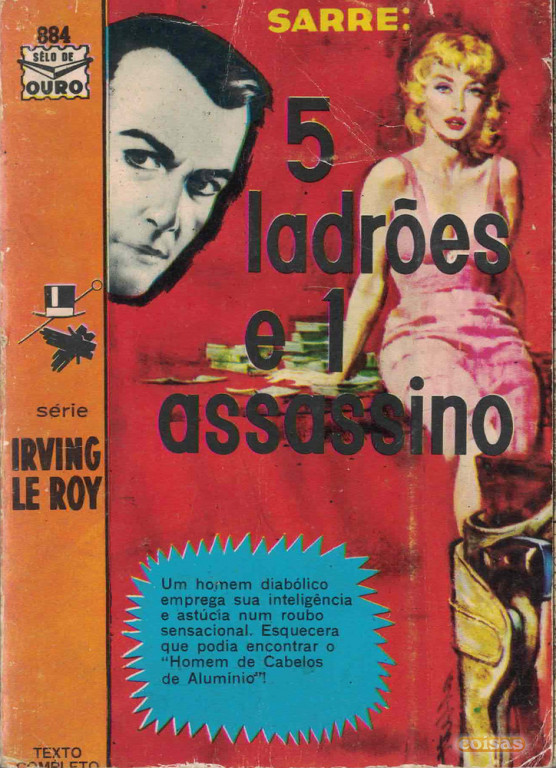 884
SÊLO DE
OURO
SARRE:
5
ladrões
e 1
assassino
série
IRVING
LE ROY
Um homem diabólico
emprega sua inteligência
e astúcia num roubo
sensacional. Esquecera
que podia encontrar o
"Homem de Cabelos
de Alumínio"!
TEXTO
COMPLETO
coisas